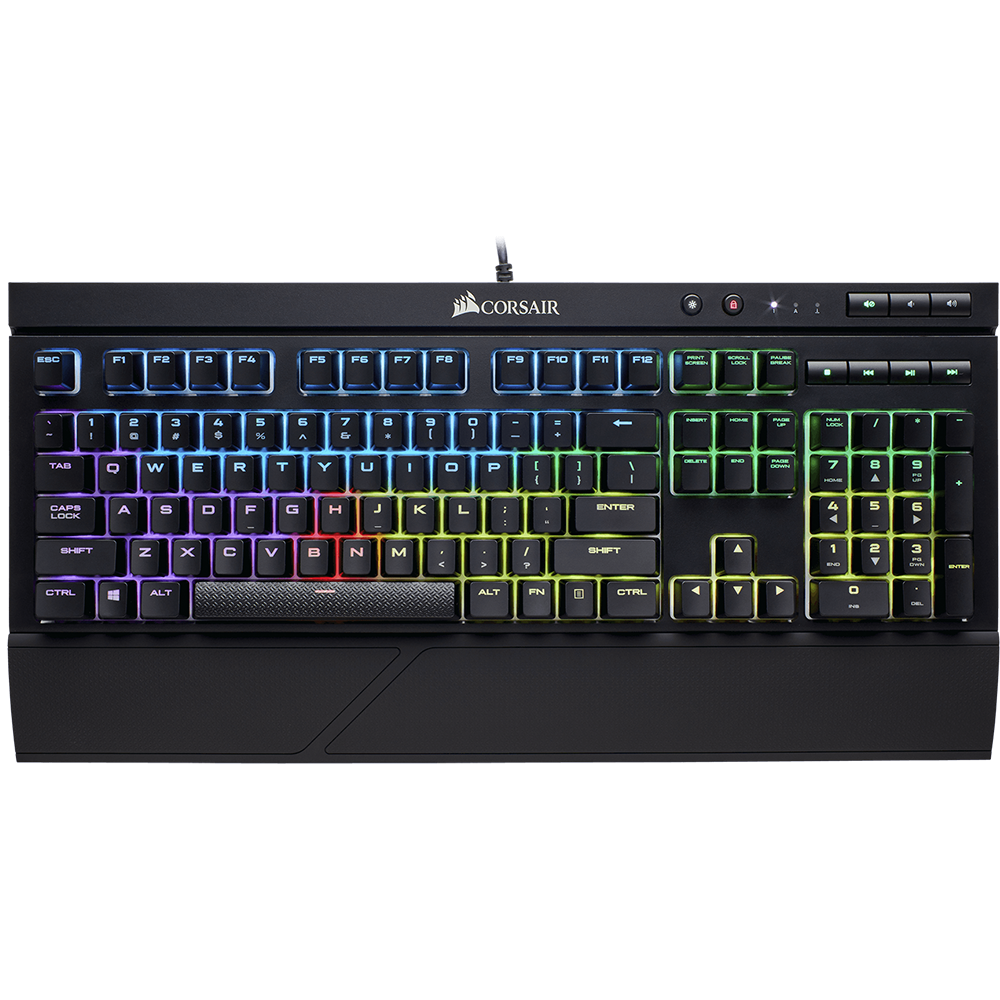 CORSAIR
1 A
ESC F1 F2 F3 F4 F5 F6 F7 F8 F9 F10 F11 F12 PRINT SCREEN SCROLL LOCK PAUSE BREAK
` ~ 1 ! 2 @ 3 # 4 $ 5 % 6 ^ 7 & 8 * 9 ( 0 ) - _ = + INSERT HOME PAGE UP NUM LOCK / * -
TAB Q W E R T Y U I O P [ { ] } \ | DELETE END PAGE DOWN 7 HOME 8 9 PG UP +
CAPS LOCK A S D F G H J K L ; : ' " ENTER 4 5 6
SHIFT Z X C V B N M , < . > / ? SHIFT 1 END 2 3 PG DWN ENTER
CTRL ALT ALT FN CTRL 0 INS . DEL